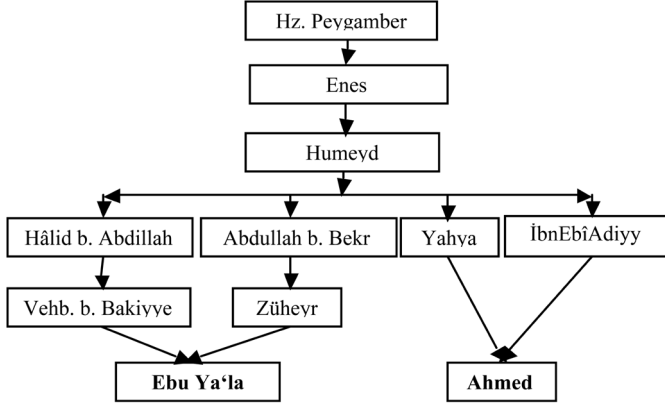 Hz. Peygamber
Enes
Humeyd
Hâlid b. Abdillah
Abdullah b. Bekr
Yahya
İbnEbîAdiyy
Vehb. b. Bakiyye
Züheyr
Ebu Ya‘la
Ahmed